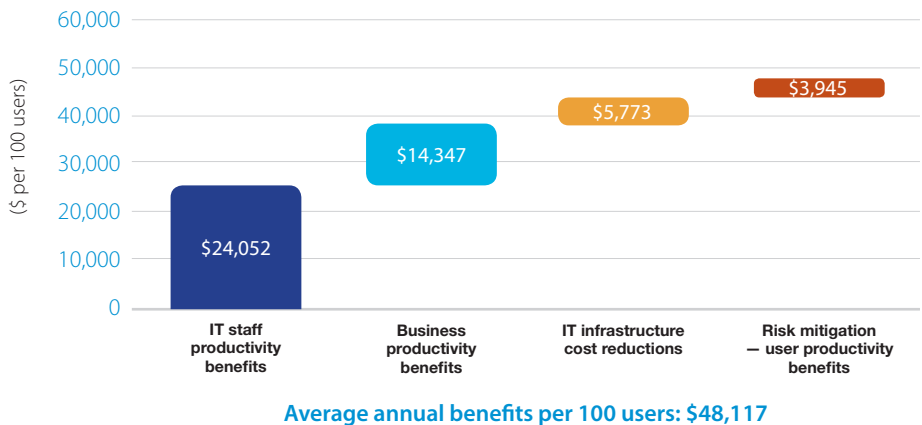 60,000
50,000
40,000
30,000
20,000
10,000
0
($ per 100 users)
$24,052
$14,347
$5,773
$3,945
IT staff
productivity
benefits
Business
productivity
benefits
IT infrastructure
cost reductions
Risk mitigation
— user productivity
benefits
Average annual benefits per 100 users: $48,117